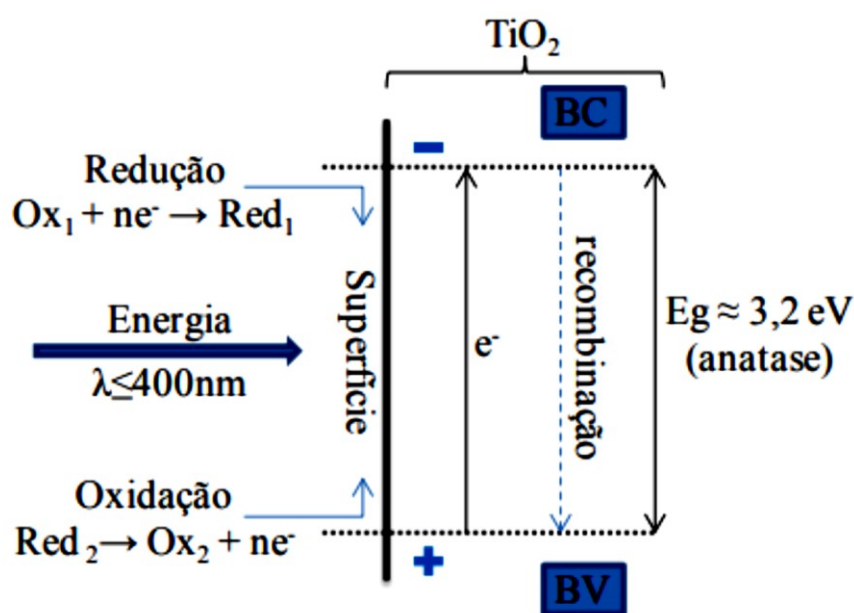 TiO₂
BC
Redução
Ox₁ + ne⁻ → Red₁
Superfície
Energia
λ≤400nm
e⁻
recombinação
Eg ≈ 3,2 eV
(anatase)
Oxidação
Red₂→ Ox₂ + ne⁻
BV